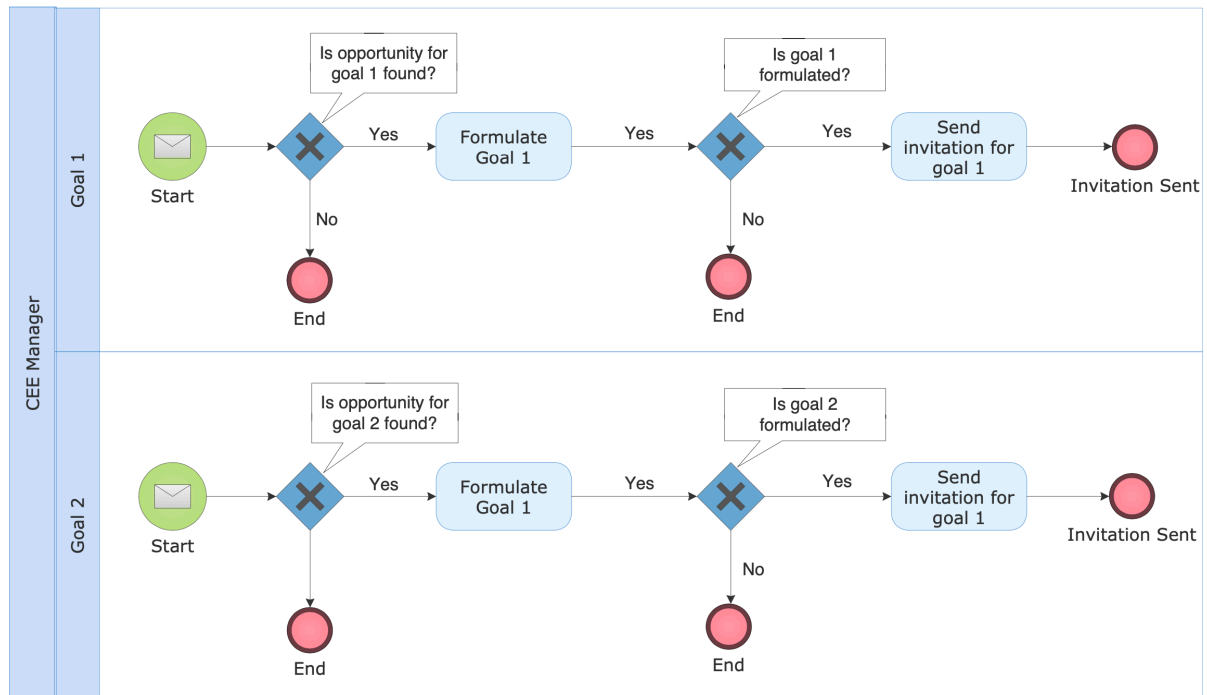 CEE Manager
Goal 1
Is opportunity for
goal 1 found?
Is goal 1
formulated?
Start
Yes
Formulate
Goal 1
Yes
Yes
Send
invitation for
goal 1
Invitation Sent
No
End
No
End
Goal 2
Is opportunity for
goal 2 found?
Is goal 2
formulated?
Start
Yes
Formulate
Goal 1
Yes
Yes
Send
invitation for
goal 1
Invitation Sent
End
No
End